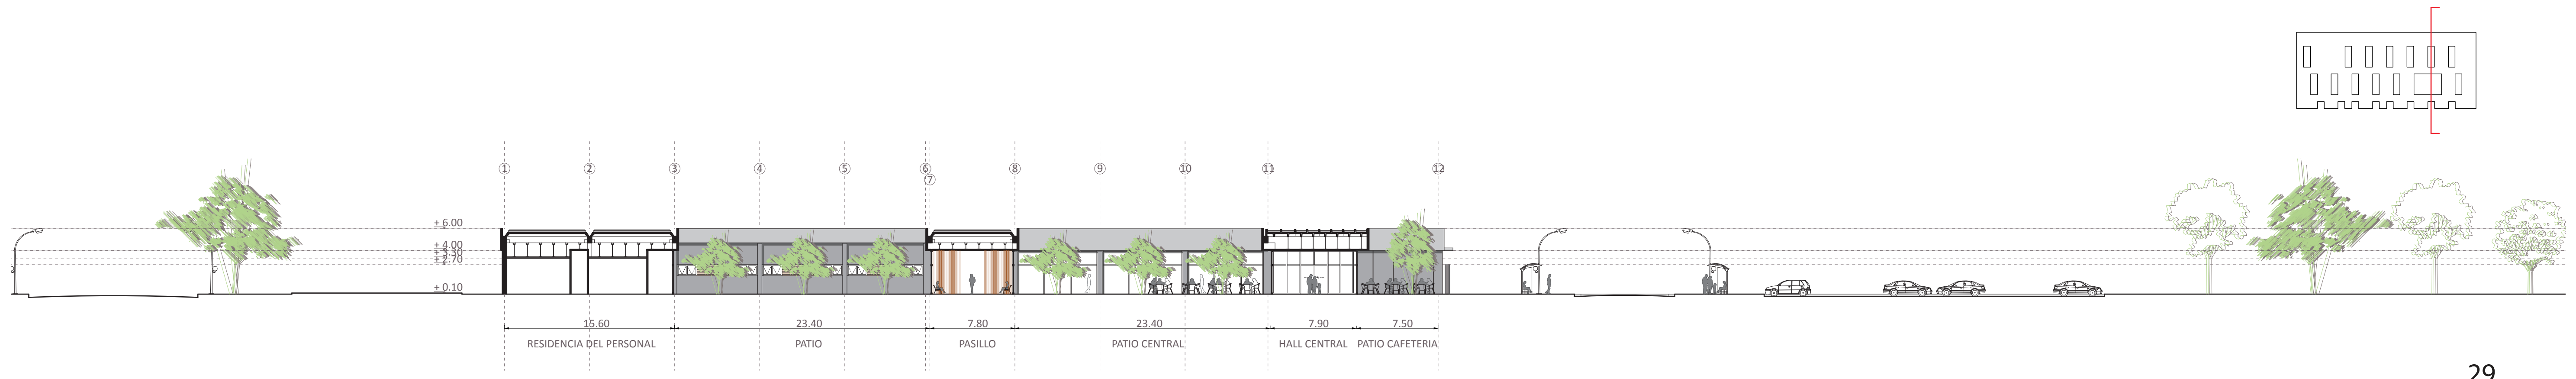 1 2 3 4 5 6 8 9 10 11 12
7
+ 6.00
+ 4.00
+ 2.70
+ 0.10
15.60 23.40 7.80 23.40 7.90 7.50
RESIDENCIA DEL PERSONAL PATIO PASILLO PATIO CENTRAL HALL CENTRAL PATIO CAFETERIA
29